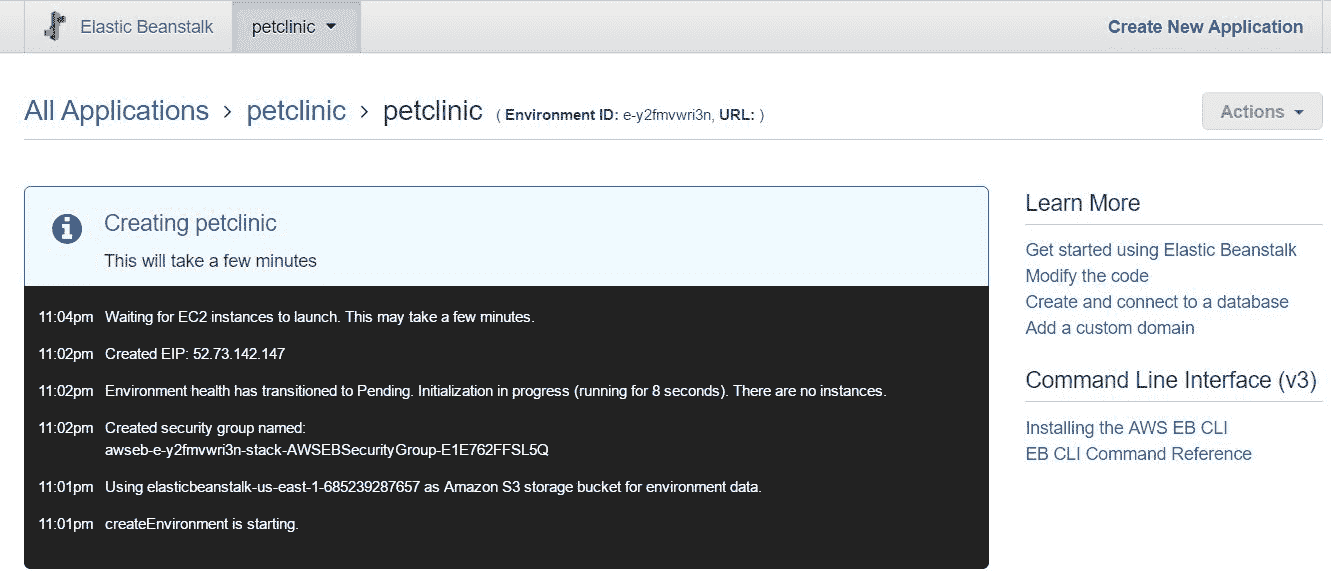 Elastic Beanstalk petclinic Create New Application
All Applications > petclinic > petclinic ( Environment ID: e-y2fmvwri3n, URL: ) Actions
Creating petclinic
This will take a few minutes
11:04pm Waiting for EC2 instances to launch. This may take a few minutes.
11:02pm Created EIP: 52.73.142.147
11:02pm Environment health has transitioned to Pending. Initialization in progress (running for 8 seconds). There are no instances.
11:02pm Created security group named:
awseb-e-y2fmvwri3n-stack-AWSEBSecurityGroup-E1E762FFSL5Q
11:01pm Using elasticbeanstalk-us-east-1-685239287657 as Amazon S3 storage bucket for environment data.
11:01pm createEnvironment is starting.
Learn More
Get started using Elastic Beanstalk
Modify the code
Create and connect to a database
Add a custom domain
Command Line Interface (v3)
Installing the AWS EB CLI
EB CLI Command Reference